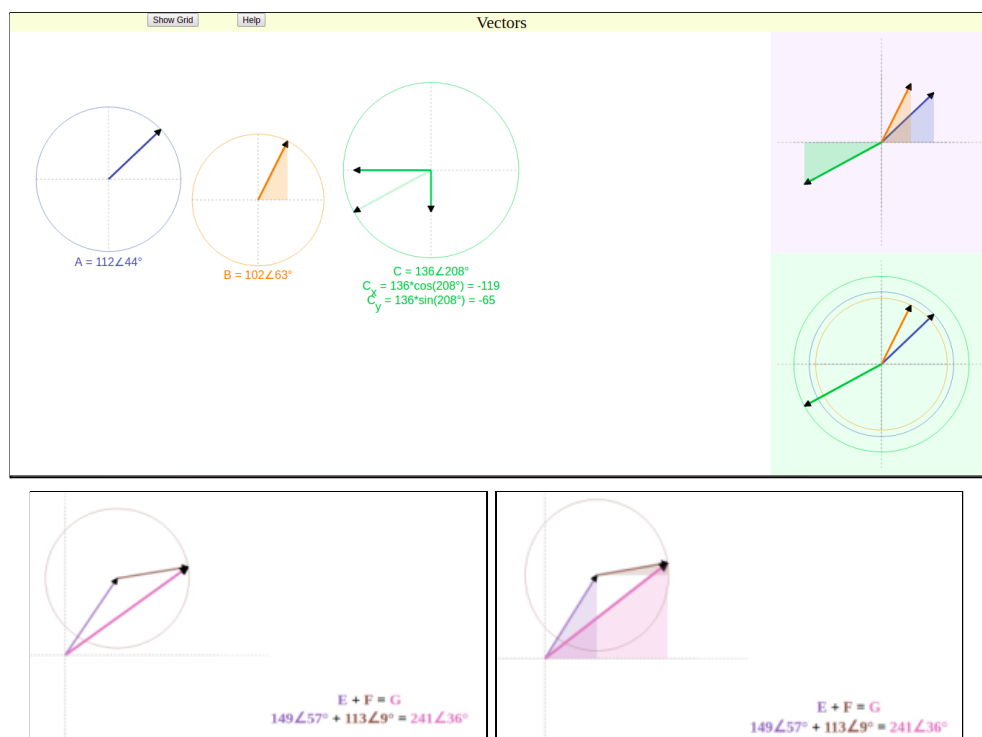 Show Grid Help Vectors
A = 112∠44°
B = 102∠63°
C = 136∠208°
Cx = 136*cos(208°) = -119
Cy = 136*sin(208°) = -65
E + F = G
149∠57° + 113∠9° = 241∠36°
E + F = G
149∠57° + 113∠9° = 241∠36°